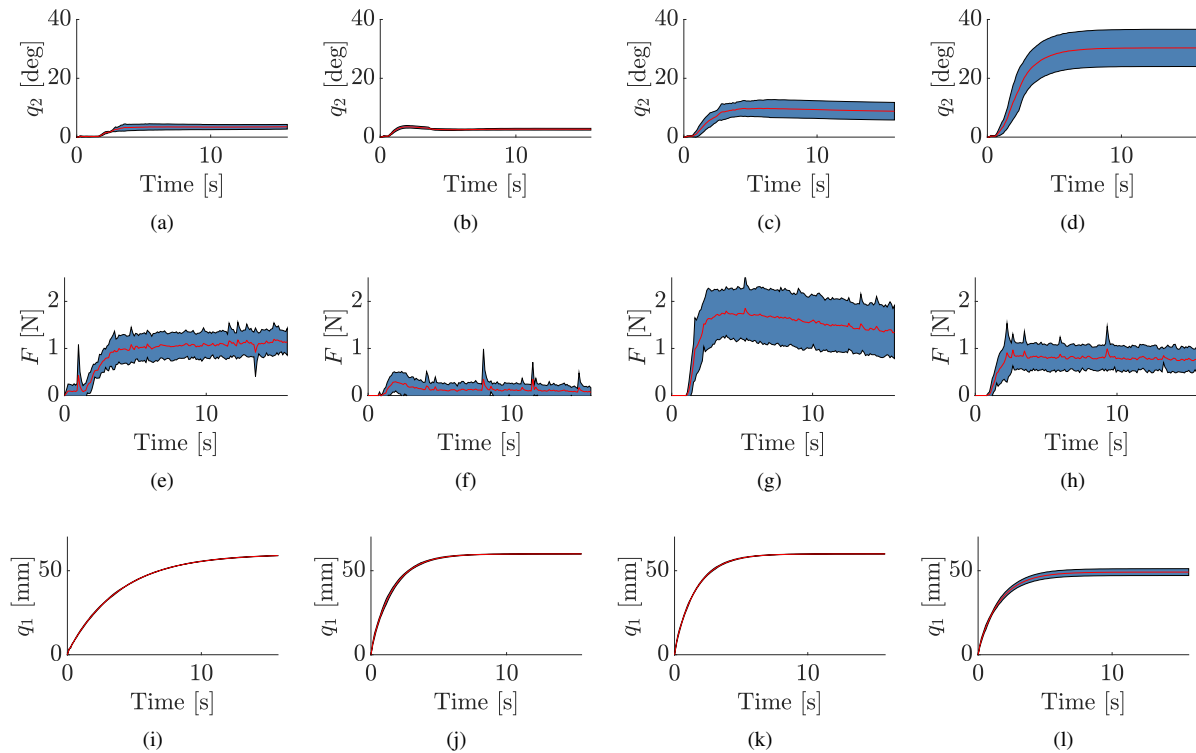 40
20
0
q₂ [deg]
0 10
Time [s]
(a)
40
20
0
q₂ [deg]
0 10
Time [s]
(b)
40
20
0
q₂ [deg]
0 10
Time [s]
(c)
40
20
0
q₂ [deg]
0 10
Time [s]
(d)
2
1
0
F [N]
0 10
Time [s]
(e)
2
1
0
F [N]
0 10
Time [s]
(f)
2
1
0
F [N]
0 10
Time [s]
(g)
2
1
0
F [N]
0 10
Time [s]
(h)
50
0
q₁ [mm]
0 10
Time [s]
(i)
50
0
q₁ [mm]
0 10
Time [s]
(j)
50
0
q₁ [mm]
0 10
Time [s]
(k)
50
0
q₁ [mm]
0 10
Time [s]
(l)